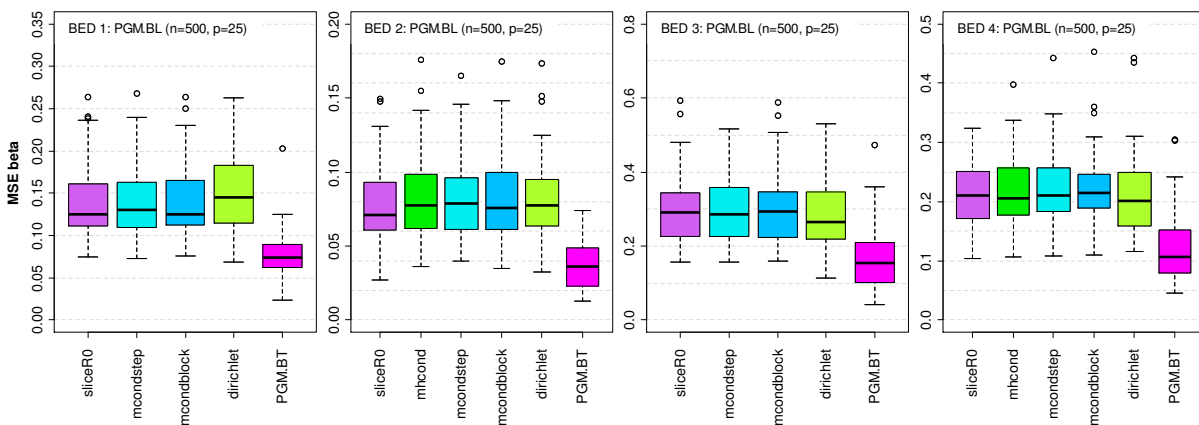 BED 1: PGM.BL (n=500, p=25)
MSE beta
0.35
0.30
0.25
0.20
0.15
0.10
0.05
0.00
sliceR0
mcondstep
mcondblock
dirichlet
PGM.BT
BED 2: PGM.BL (n=500, p=25)
0.20
0.15
0.10
0.05
0.00
sliceR0
mhcond
mcondstep
mcondblock
dirichlet
PGM.BT
BED 3: PGM.BL (n=500, p=25)
0.8
0.6
0.4
0.2
0.0
sliceR0
mcondstep
mcondblock
dirichlet
PGM.BT
BED 4: PGM.BL (n=500, p=25)
0.5
0.4
0.3
0.2
0.1
0.0
sliceR0
mhcond
mcondstep
mcondblock
dirichlet
PGM.BT